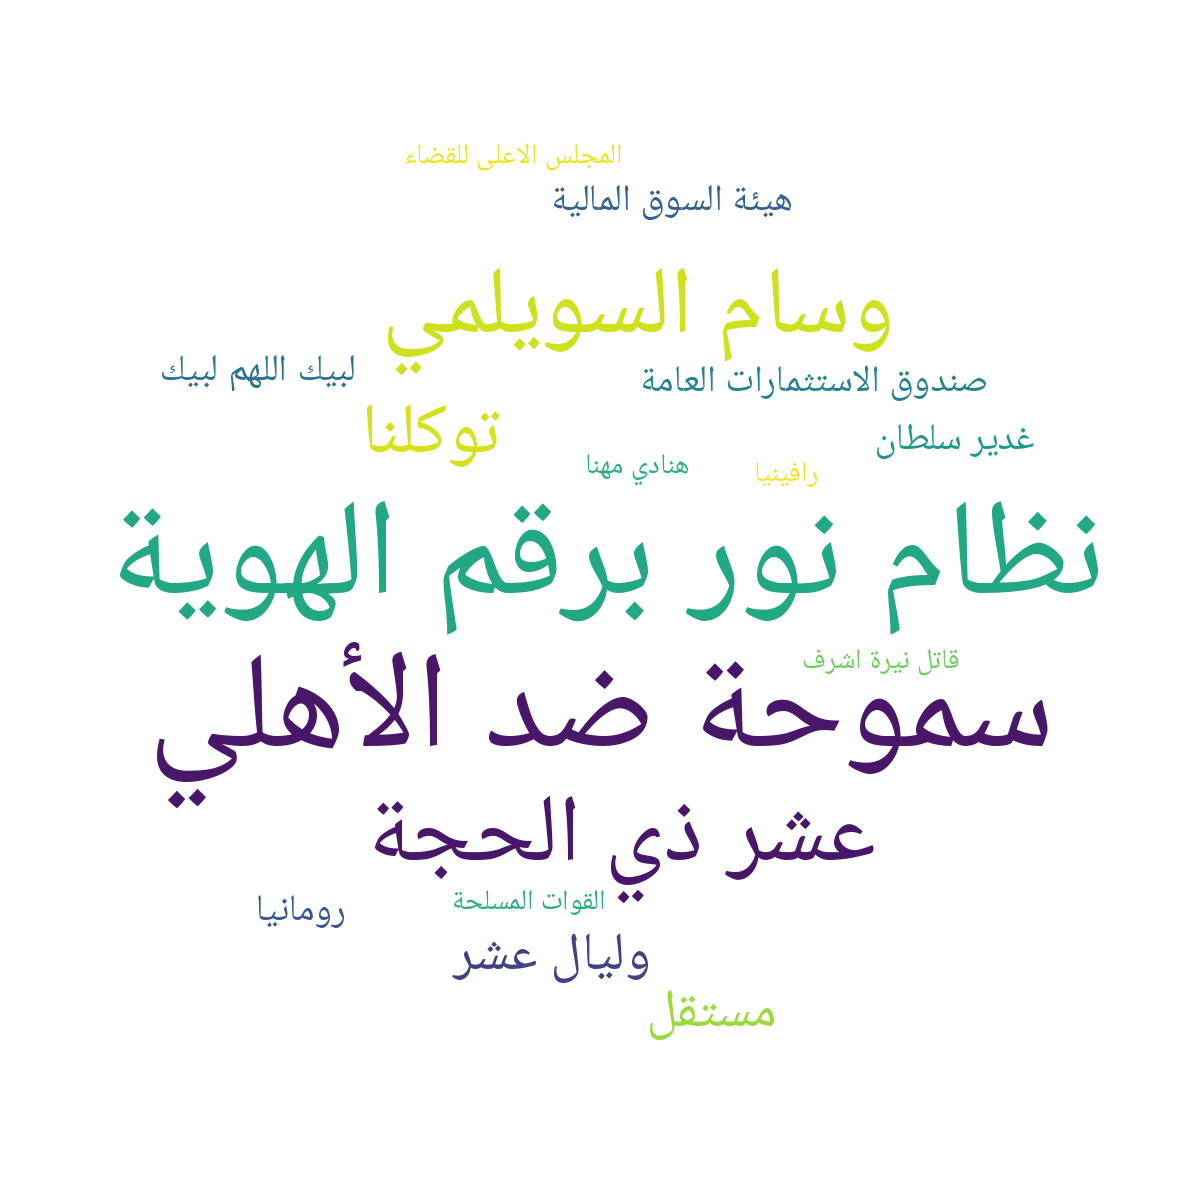 المجلس الاعلى للقضاء
هيئة السوق المالية
وسام السويلمي
لبيك اللهم لبيك
صندوق الاستثمارات العامة
توكلنا
غدير سلطان
هنادي مهنا
رافينيا
نظام نور برقم الهوية
قاتل نيرة اشرف
سموحة ضد الأهلي
عشر ذي الحجة
القوات المسلحة
رومانيا
وليال عشر
مستقل